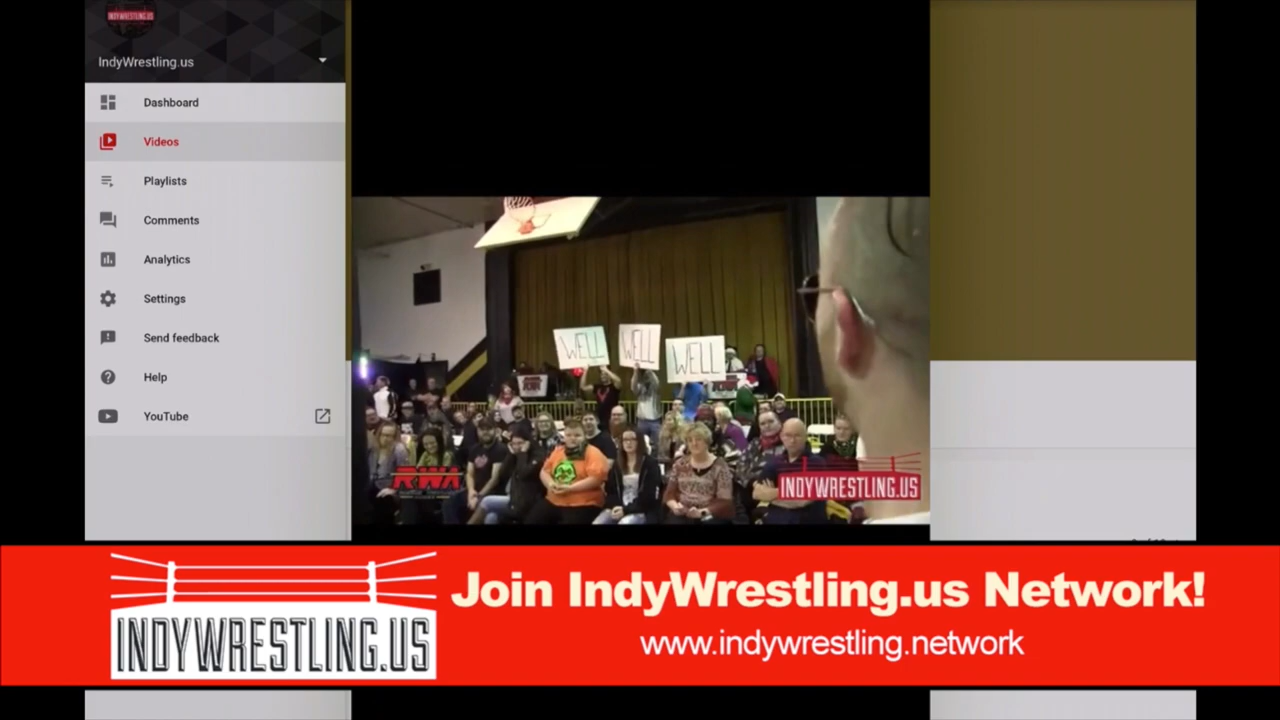 INDYWRESTLING.US
IndyWrestling.us
Dashboard
Videos
Playlists
Comments
Analytics
Settings
Send feedback
Help
YouTube
WELL
WELL
WELL
RWA
INDYWRESTLING.US
INDYWRESTLING.US
Join IndyWrestling.us Network!
www.indywrestling.network